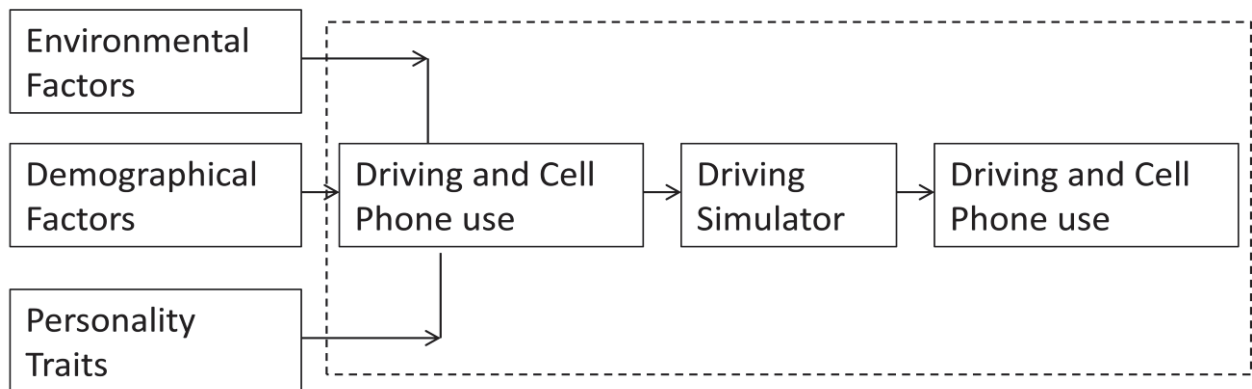 Environmental
Factors
Demographical
Factors
Driving and Cell
Phone use
Driving
Simulator
Driving and Cell
Phone use
Personality
Traits